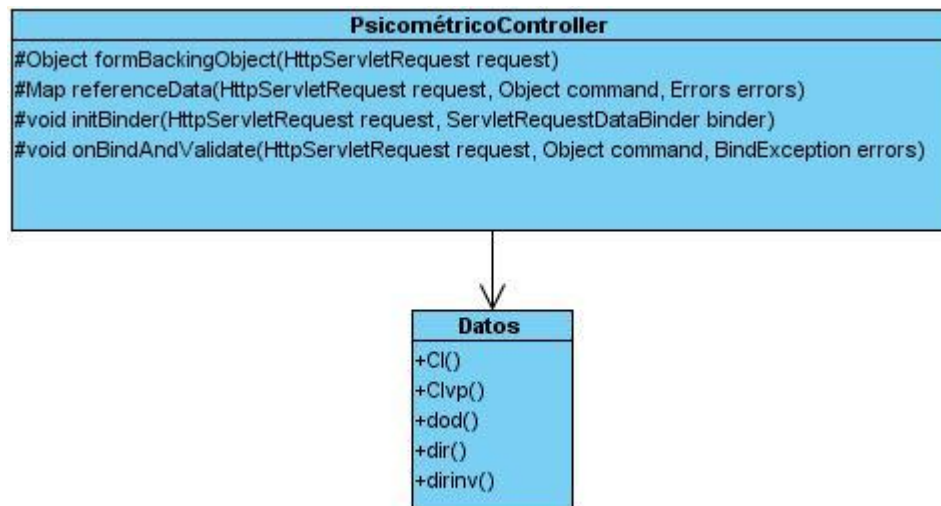 PsicométricoController
#Object formBackingObject(HttpServletRequest request)
#Map referenceData(HttpServletRequest request, Object command, Errors errors)
#void initBinder(HttpServletRequest request, ServletRequestDataBinder binder)
#void onBindAndValidate(HttpServletRequest request, Object command, BindException errors)
Datos
+CI()
+CIvp()
+dod()
+dir()
+dirinv()